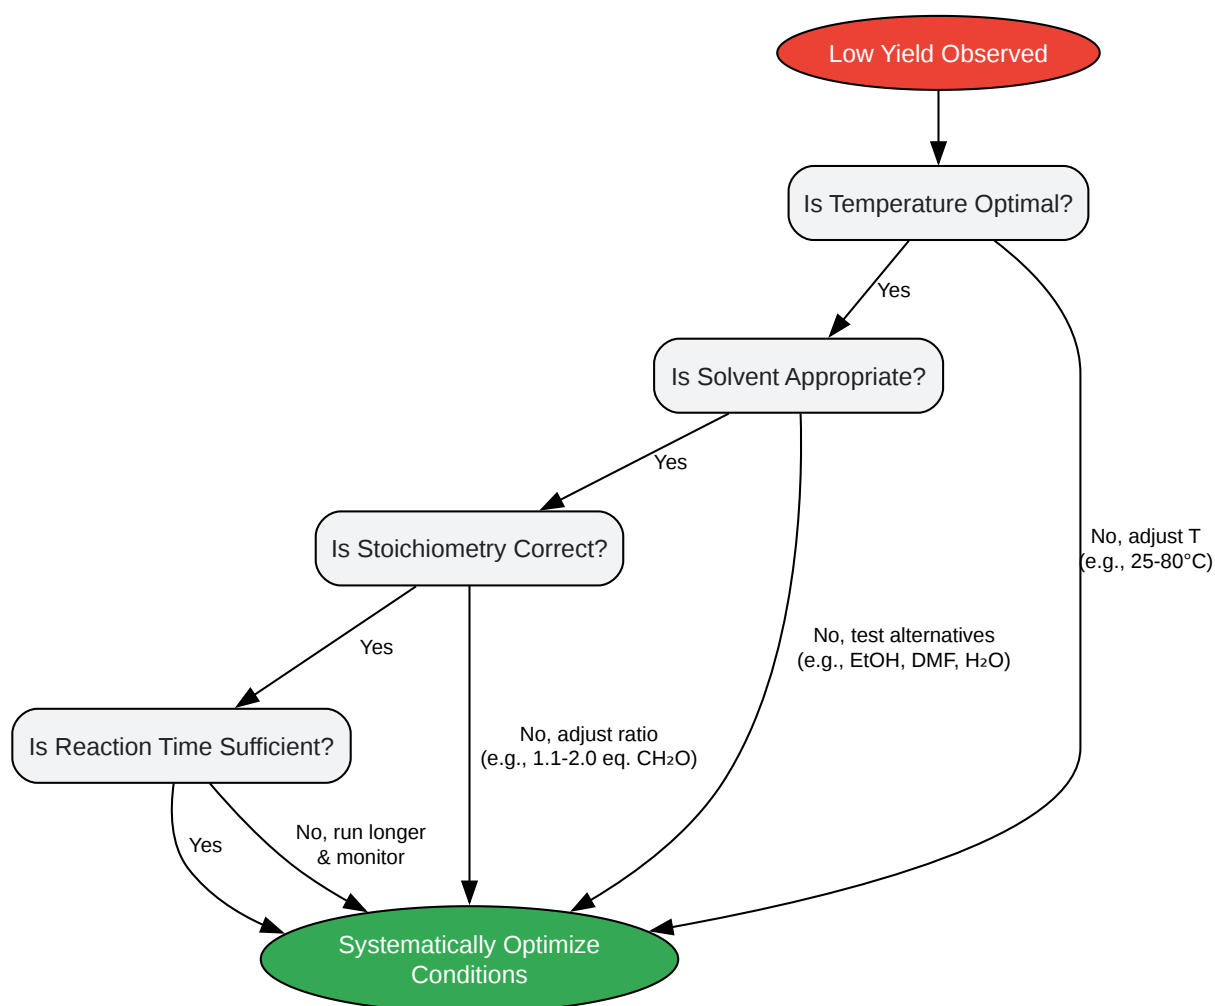 Low Yield Observed
Is Temperature Optimal?
Yes
Is Solvent Appropriate?
Yes
Is Stoichiometry Correct?
No, adjust T
(e.g., 25-80°C)
No, test alternatives
(e.g., EtOH, DMF, H₂O)
Yes
Is Reaction Time Sufficient?
No, adjust ratio
(e.g., 1.1-2.0 eq. CH₂O)
Yes
No, run longer
& monitor
Systematically Optimize
Conditions